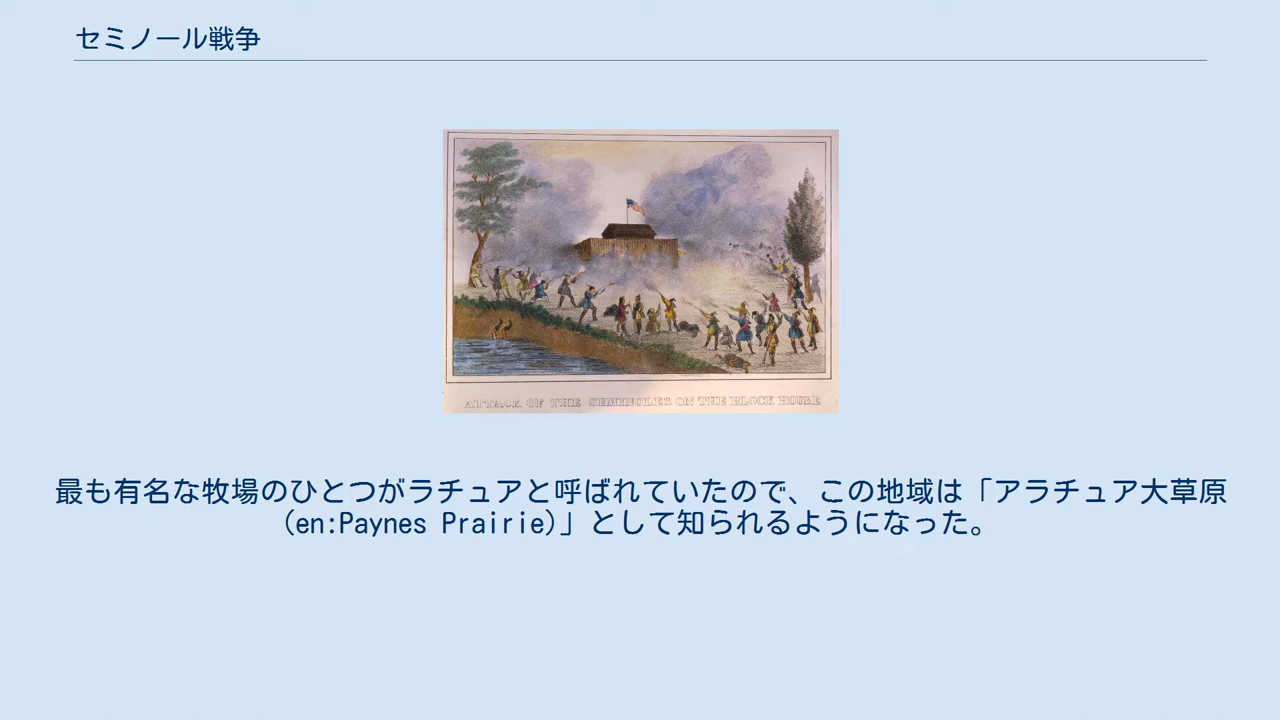 セミノール戦争
ATTACK OF THE SEMINOLES ON THE BLOCK HOUSE
最も有名な牧場のひとつがラチュアと呼ばれていたので、この地域は「アラチュア大草原
(en:Paynes Prairie)」として知られるようになった。